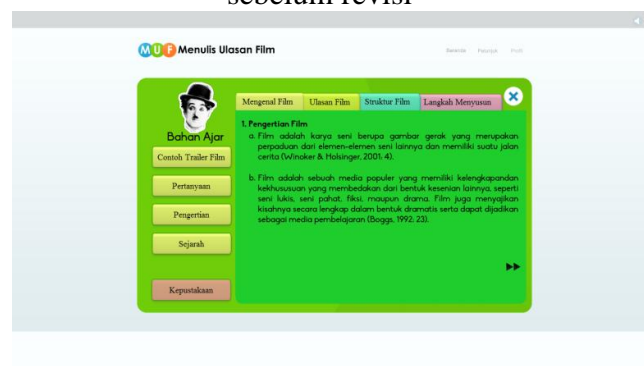 sebelum revisi
MUF Menulis Ulasan Film
Beranda Petunjuk Profil
Mengenal Film Ulasan Film Struktur Film Langkah Menyusun
Bahan Ajar
Contoh Trailer Film
Pertanyaan
Pengertian
Sejarah
Kepustakaan
1. Pengertian Film
a. Film adalah karya seni berupa gambar gerak yang merupakan
perpaduan dari elemen-elemen seni lainnya dan memiliki suatu jalan
cerita (Winoker & Holsinger, 2001: 4).
b. Film adalah sebuah media populer yang memiliki kelengkapandan
kekhususuan yang membedakan dari bentuk kesenian lainnya, seperti
seni lukis, seni pahat, fiksi, maupun drama. Film juga menyajikan
kisahnya secara lengkap dalam bentuk dramatis serta dapat dijadikan
sebagai media pembelajaran (Boggs, 1992: 23).